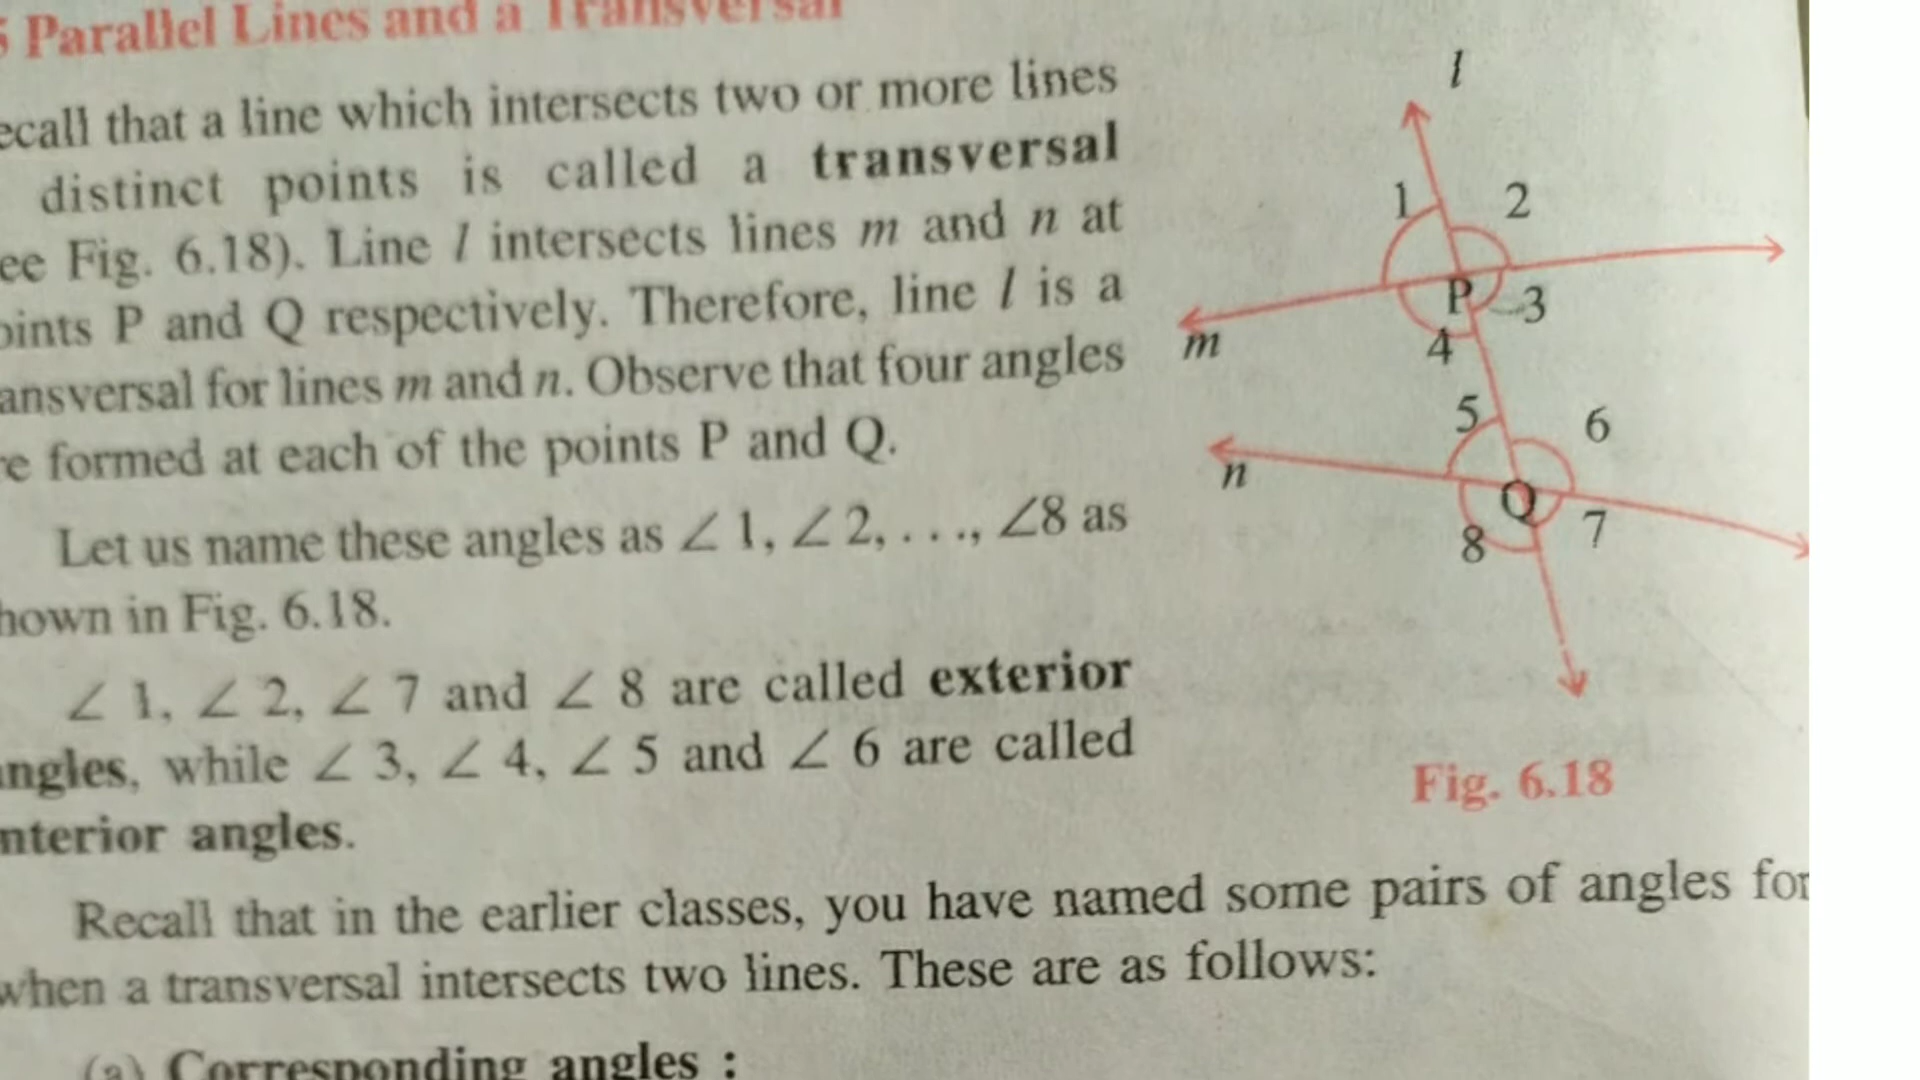 5 Parallel Lines and a Transversal
ecall that a line which intersects two or more lines
distinct points is called a transversal
ee Fig. 6.18). Line l intersects lines m and n at
oints P and Q respectively. Therefore, line l is a
ansversal for lines m and n. Observe that four angles
re formed at each of the points P and Q.
Let us name these angles as ∠ 1, ∠ 2, . . ., ∠8 as
hown in Fig. 6.18.
∠ 1, ∠ 2, ∠ 7 and ∠ 8 are called exterior
angles, while ∠ 3, ∠ 4, ∠ 5 and ∠ 6 are called
nterior angles.
l
1 2
P 3
m 4
5 6
n Q
8 7
Fig. 6.18
Recall that in the earlier classes, you have named some pairs of angles for
when a transversal intersects two lines. These are as follows:
(a) Corresponding angles :